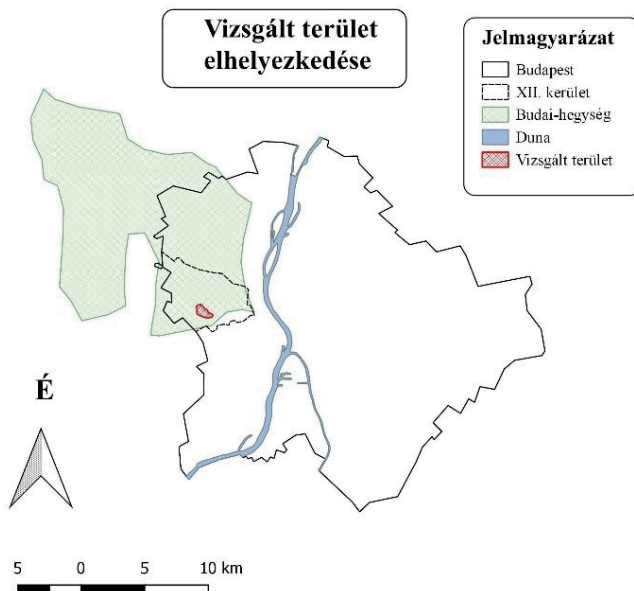 Vizsgált terület
elhelyezkedése
Jelmagyarázat
Budapest
XII. kerület
Budai-hegység
Duna
Vizsgált terület
É
5 0 5 10 km